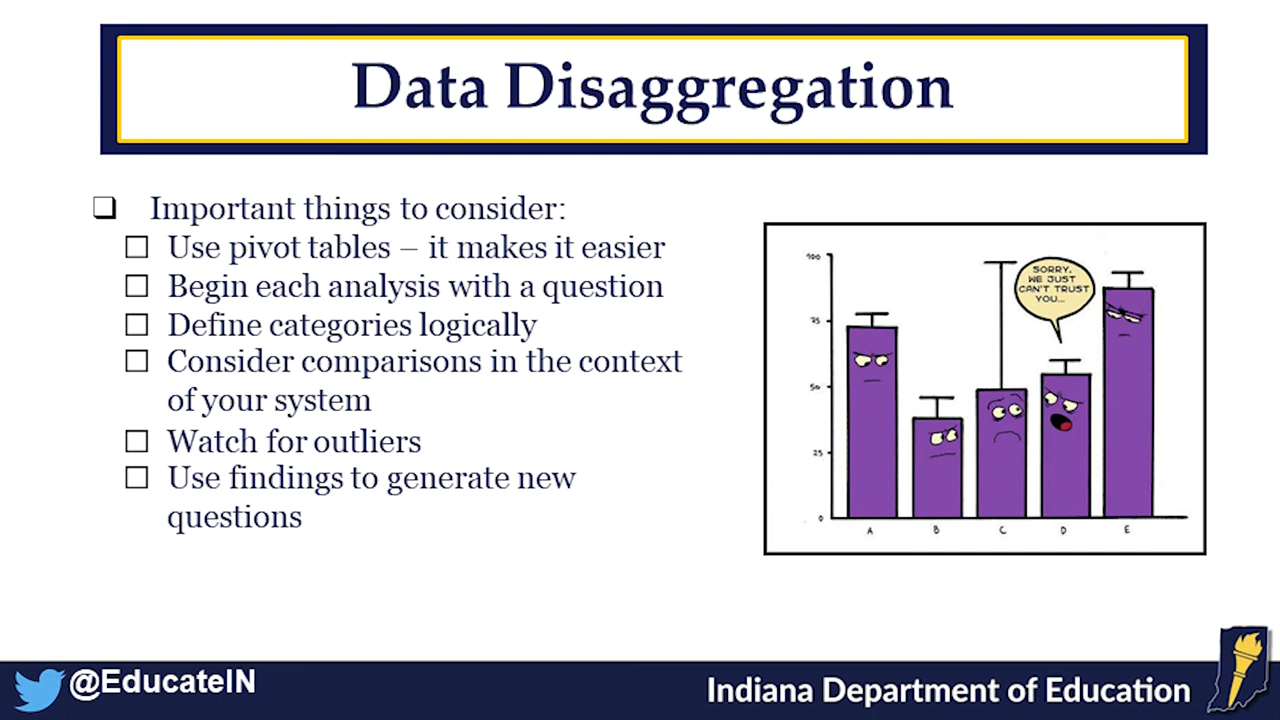 Data Disaggregation
Important things to consider:
Use pivot tables – it makes it easier
Begin each analysis with a question
Define categories logically
Consider comparisons in the context
of your system
Watch for outliers
Use findings to generate new
questions
100
75
50
25
0
SORRY,
WE JUST
CAN'T TRUST
YOU...
A B C D E
@EducateIN
Indiana Department of Education